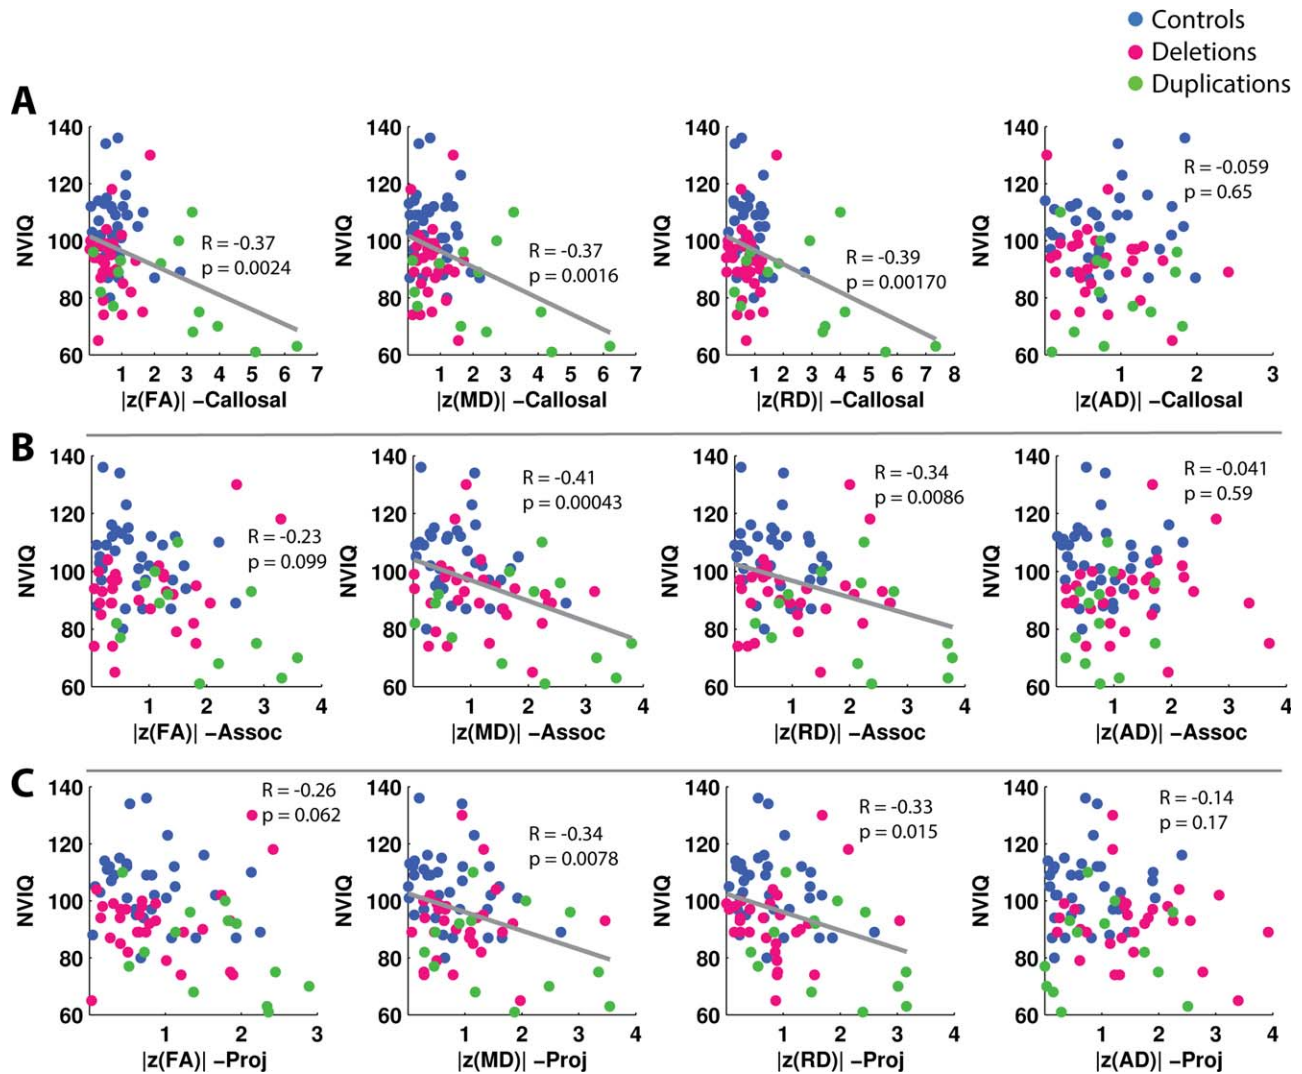 Controls
Deletions
Duplications
A
140
120
100
80
60
NVIQ
R = -0.37
p = 0.0024
1 2 3 4 5 6 7
|z(FA)| –Callosal
140
120
100
80
60
NVIQ
R = -0.37
p = 0.0016
1 2 3 4 5 6 7
|z(MD)| –Callosal
140
120
100
80
60
NVIQ
R = -0.39
p = 0.00170
1 2 3 4 5 6 7 8
|z(RD)| –Callosal
140
120
100
80
60
NVIQ
R = -0.059
p = 0.65
1 2 3
|z(AD)| –Callosal
B
140
120
100
80
60
NVIQ
R = -0.23
p = 0.099
1 2 3 4
|z(FA)| –Assoc
140
120
100
80
60
NVIQ
R = -0.41
p = 0.00043
1 2 3 4
|z(MD)| –Assoc
140
120
100
80
60
NVIQ
R = -0.34
p = 0.0086
1 2 3 4
|z(RD)| –Assoc
140
120
100
80
60
NVIQ
R = -0.041
p = 0.59
1 2 3 4
|z(AD)| –Assoc
C
140
120
100
80
60
NVIQ
R = -0.26
p = 0.062
1 2 3
|z(FA)| –Proj
140
120
100
80
60
NVIQ
R = -0.34
p = 0.0078
1 2 3 4
|z(MD)| –Proj
140
120
100
80
60
NVIQ
R = -0.33
p = 0.015
1 2 3 4
|z(RD)| –Proj
140
120
100
80
60
NVIQ
R = -0.14
p = 0.17
1 2 3 4
|z(AD)| –Proj